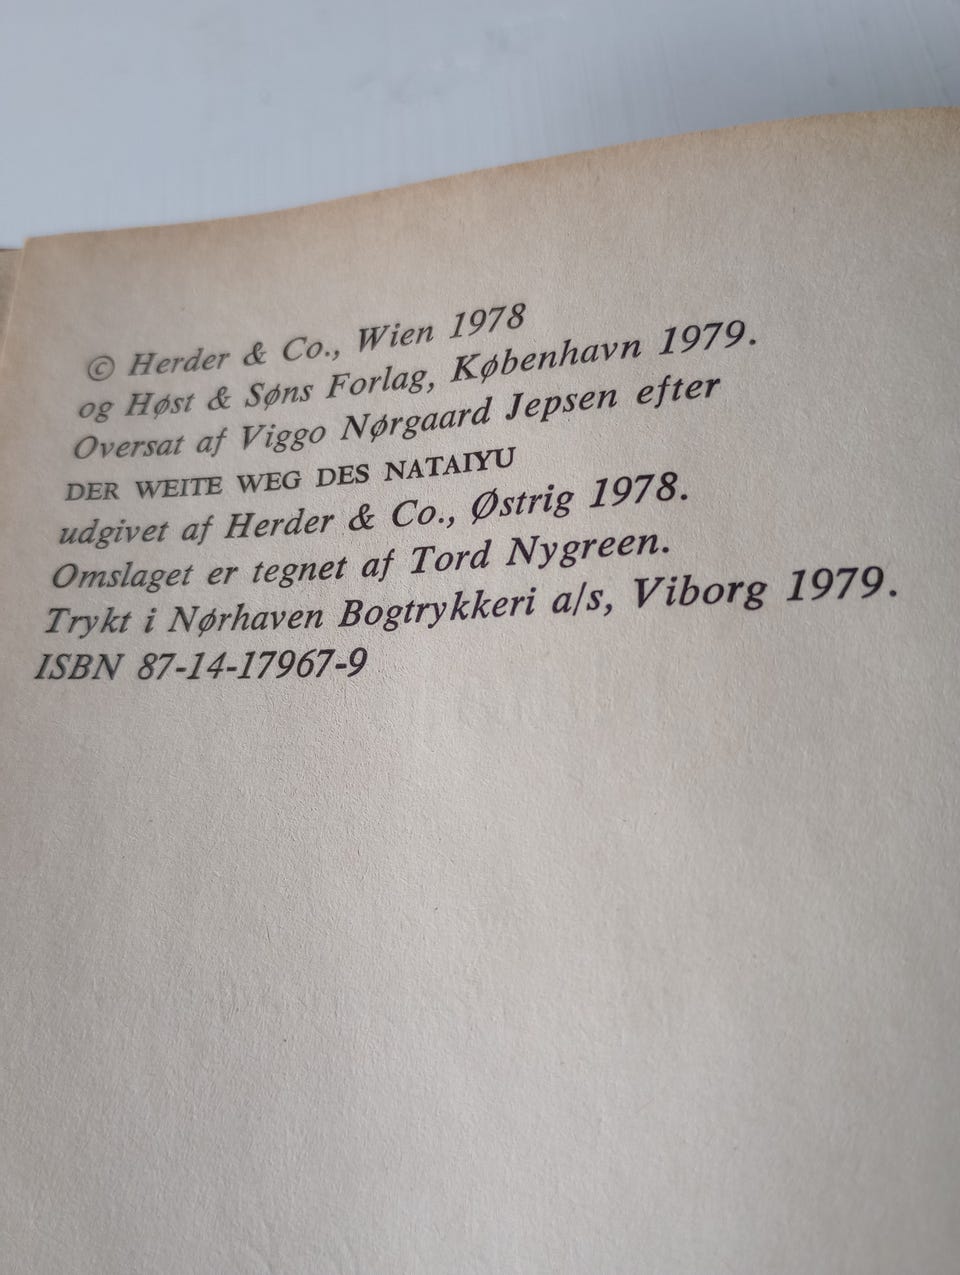 © Herder & Co., Wien 1978
og Høst & Søns Forlag, København 1979.
Oversat af Viggo Nørgaard Jepsen efter
DER WEITE WEG DES NATAIYU
udgivet af Herder & Co., Østrig 1978.
Omslaget er tegnet af Tord Nygreen.
Trykt i Nørhaven Bogtrykkeri a/s, Viborg 1979.
ISBN 87-14-17967-9